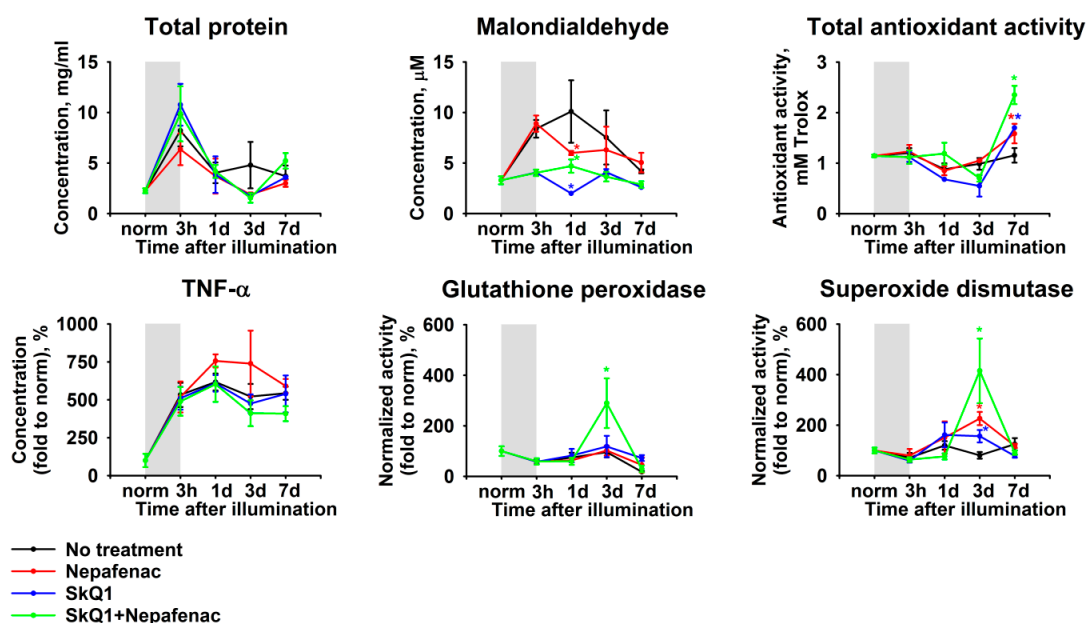 Total protein
Concentration, mg/ml
15
10
5
0
norm 3h 1d 3d 7d
Time after illumination
Malondialdehyde
Concentration, μM
15
10
5
0
*
*
*
norm 3h 1d 3d 7d
Time after illumination
Total antioxidant activity
Antioxidant activity,
mM Trolox
3
2
1
0
*
**
norm 3h 1d 3d 7d
Time after illumination
TNF-α
Concentration
(fold to norm), %
1000
750
500
250
0
norm 3h 1d 3d 7d
Time after illumination
Glutathione peroxidase
Normalized activity
(fold to norm), %
600
400
200
0
*
norm 3h 1d 3d 7d
Time after illumination
Superoxide dismutase
Normalized activity
(fold to norm), %
600
400
200
0
*
*
*
norm 3h 1d 3d 7d
Time after illumination
No treatment
Nepafenac
SkQ1
SkQ1+Nepafenac